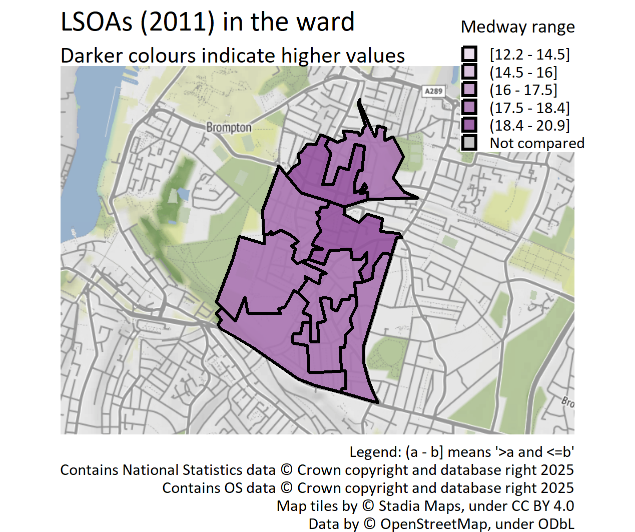 LSOAs (2011) in the ward
Darker colours indicate higher values
Medway range
[12.2 - 14.5]
(14.5 - 16]
(16 - 17.5]
(17.5 - 18.4]
(18.4 - 20.9]
Not compared
A289
Brompton
Bro
Legend: (a - b] means '>a and <=b'
Contains National Statistics data © Crown copyright and database right 2025
Contains OS data © Crown copyright and database right 2025
Map tiles by © Stadia Maps, under CC BY 4.0
Data by © OpenStreetMap, under ODbL